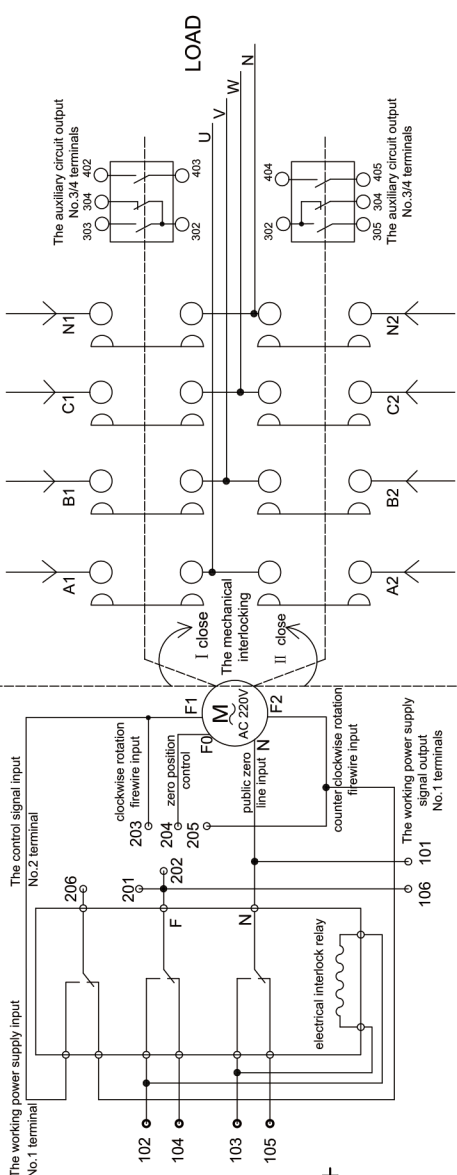 The working power supply input
No.1 terminal
The control signal input
No.2 terminal
206
201
202
F
N
102
104
103
105
electrical interlock relay
106
101
The working power supply
signal output
No.1 terminals
clockwise rotation
firewire input
203
204
205
zero position
control
public zero
line input
N
counter clockwise rotation
firewire input
F1
F0
M
AC 220V
F2
I close
The mechanical
interlocking
II close
A1
B1
C1
N1
A2
B2
C2
N2
The auxiliary circuit output
No.3/4 terminals
303
304
402
302
403
U
V
W
N
LOAD
302
404
305
304
405
The auxiliary circuit output
No.3/4 terminals